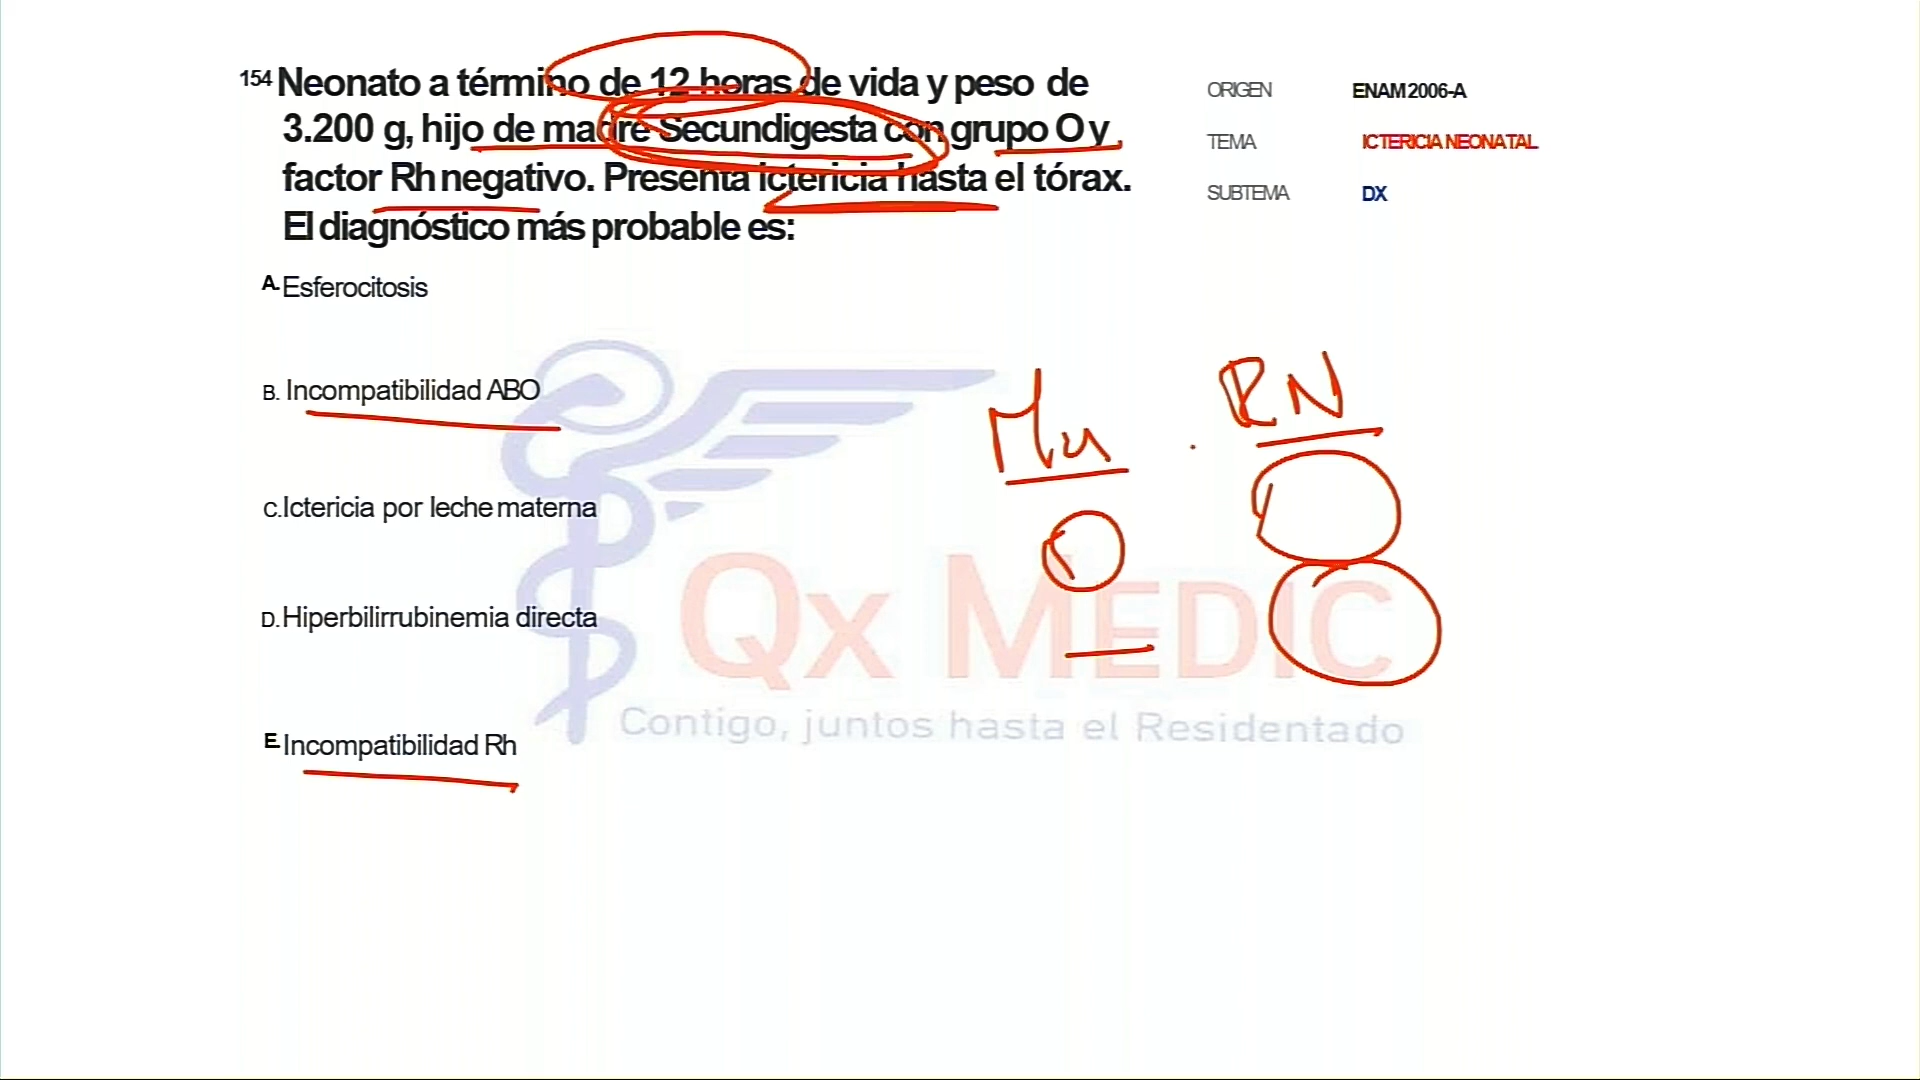 154 Neonato a término de 12 horas de vida y peso de
3.200 g, hijo de madre Secundigesta con grupo O y
factor Rh negativo. Presenta ictericia hasta el tórax.
El diagnóstico más probable es:
ORIGEN ENAM 2006-A
TEMA ICTERICIA NEONATAL
SUBTEMA DX
A. Esferocitosis
B. Incompatibilidad ABO
C. Ictericia por leche materna
D. Hiperbilirrubinemia directa
E. Incompatibilidad Rh
RN
O
Qx MEDIC
Contigo, juntos hasta el Residentado